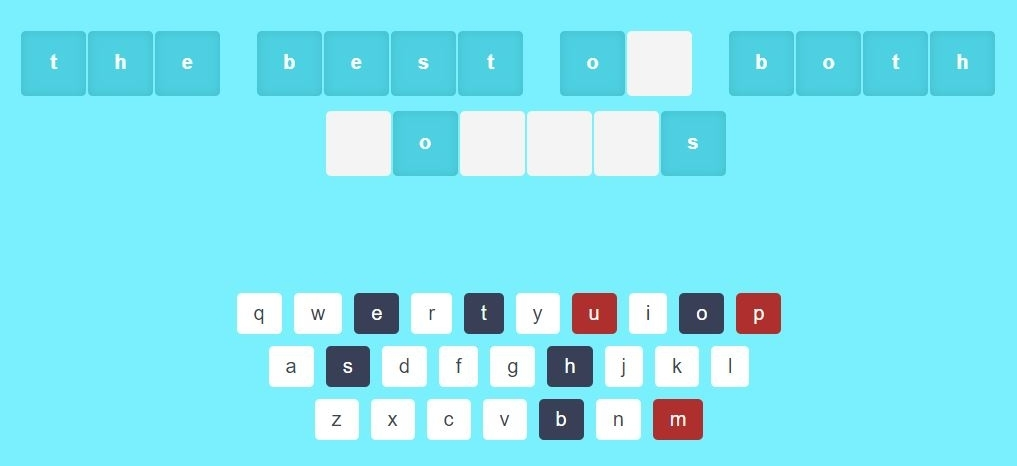 the best o both
o s
q w e r t y u i o p
a s d f g h j k l
z x c v b n m